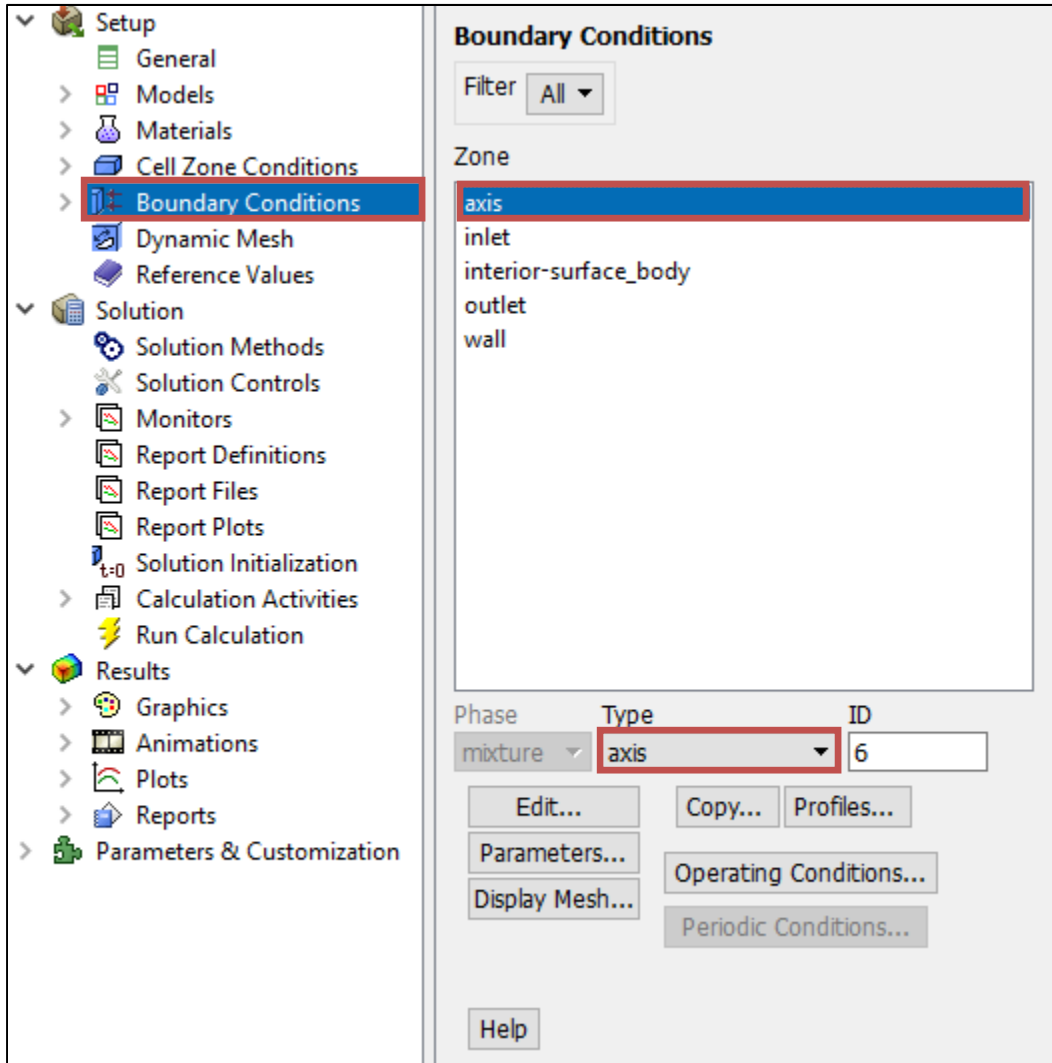 Setup
General
Models
Materials
Cell Zone Conditions
Boundary Conditions
Dynamic Mesh
Reference Values
Solution
Solution Methods
Solution Controls
Monitors
Report Definitions
Report Files
Report Plots
t=0 Solution Initialization
Calculation Activities
Run Calculation
Results
Graphics
Animations
Plots
Reports
Parameters & Customization
Boundary Conditions
Filter All
Zone
axis
inlet
interior-surface_body
outlet
wall
Phase Type ID
mixture axis 6
Edit... Copy... Profiles...
Parameters...
Operating Conditions...
Display Mesh...
Periodic Conditions...
Help